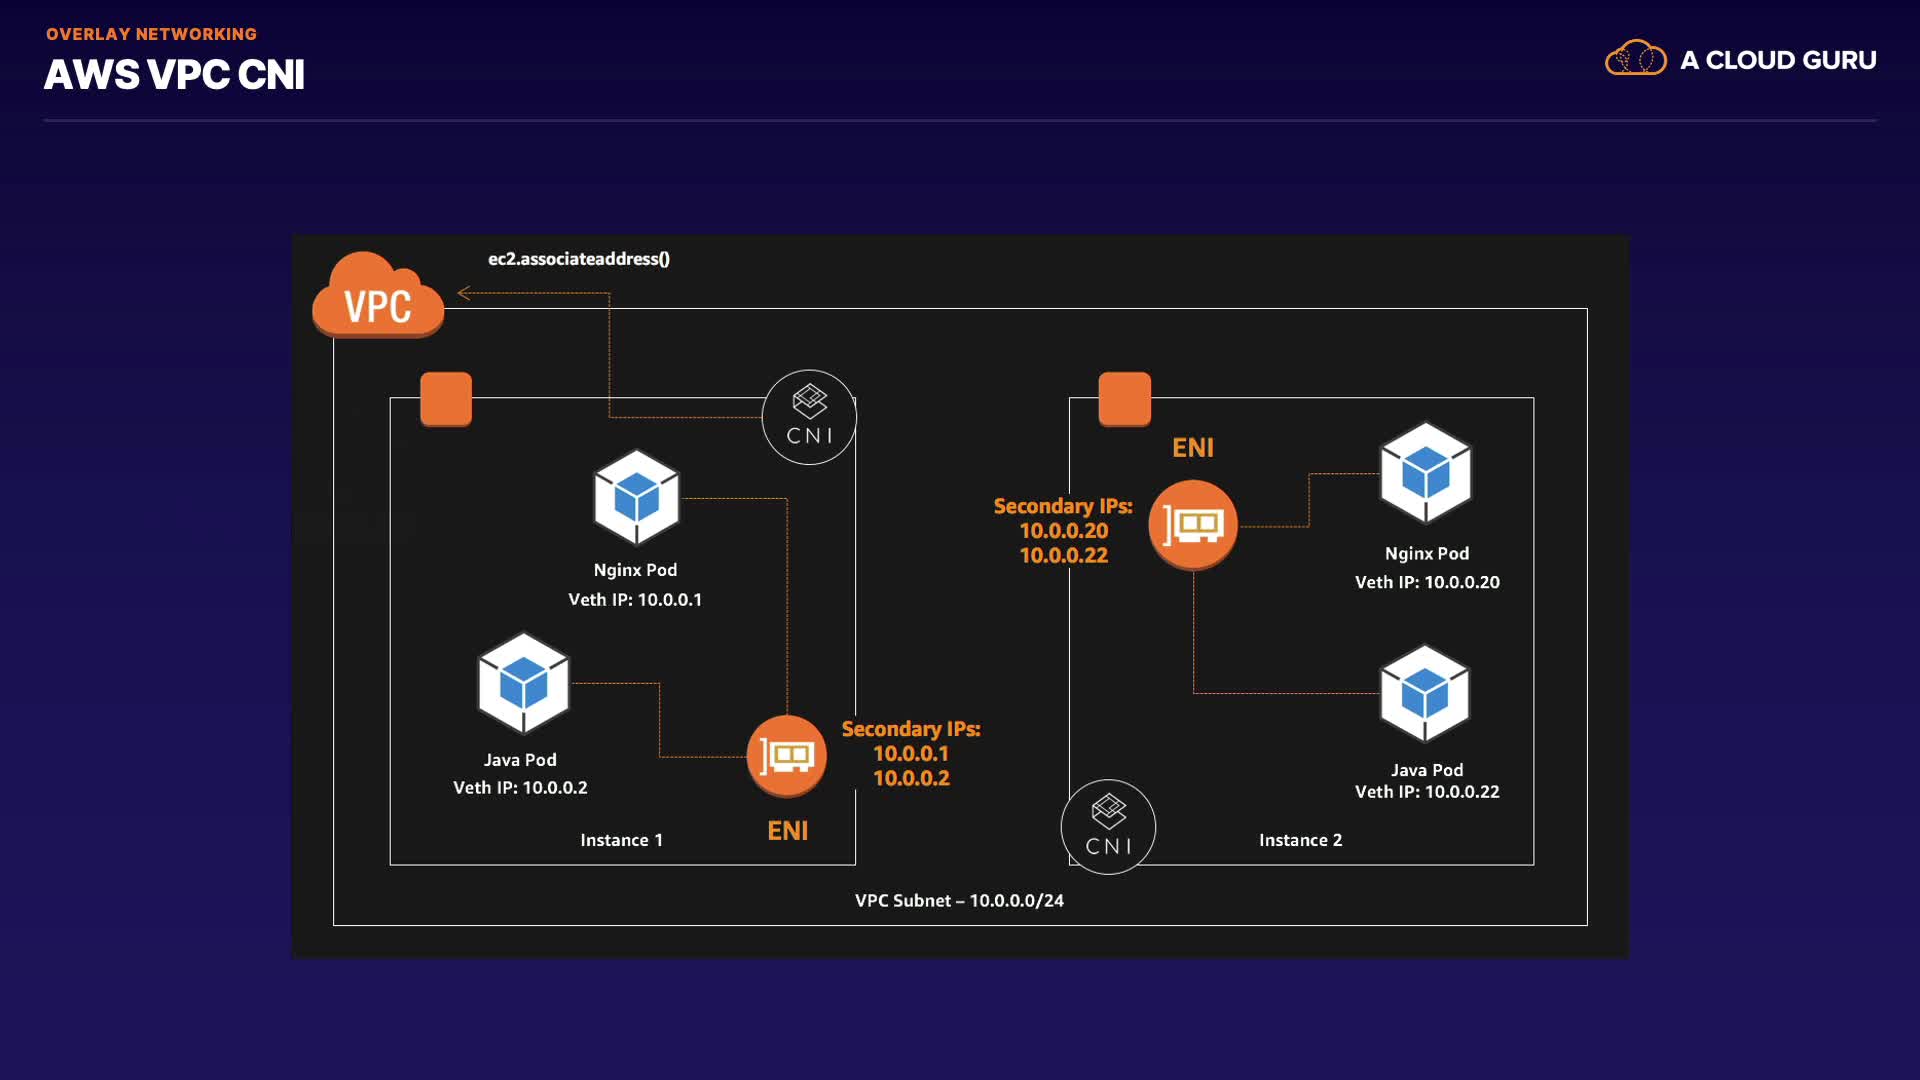 OVERLAY NETWORKING
AWS VPC CNI
A CLOUD GURU
ec2.associateaddress()
VPC
CNI
Nginx Pod
Veth IP: 10.0.0.1
Java Pod
Veth IP: 10.0.0.2
Secondary IPs:
10.0.0.1
10.0.0.2
ENI
Instance 1
ENI
Secondary IPs:
10.0.0.20
10.0.0.22
Nginx Pod
Veth IP: 10.0.0.20
Java Pod
Veth IP: 10.0.0.22
CNI
Instance 2
VPC Subnet – 10.0.0.0/24